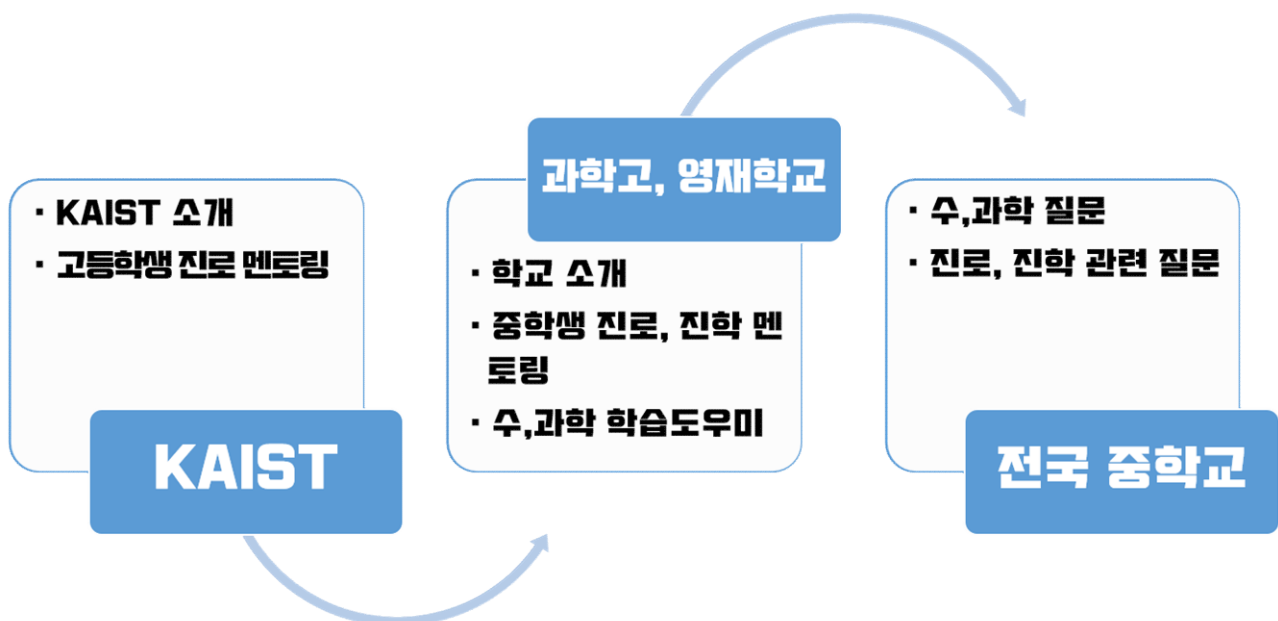 · KAIST 소개
· 고등학생 진로 멘토링
KAIST
과학고, 영재학교
· 학교 소개
· 중학생 진로, 진학 멘
토링
· 수,과학 학습도우미
· 수,과학 질문
· 진로, 진학 관련 질문
전국 중학교